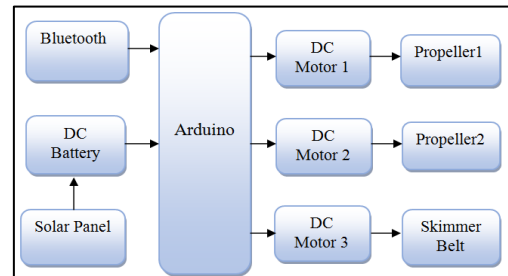 Bluetooth
DC
Battery
Solar Panel
Arduino
DC
Motor 1
Propeller1
DC
Motor 2
Propeller2
DC
Motor 3
Skimmer
Belt